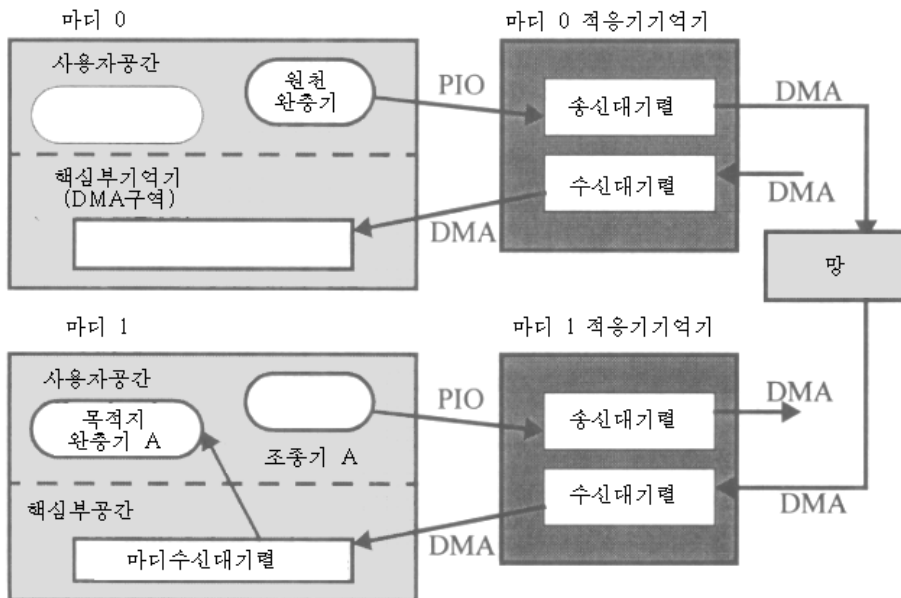 마디 0
마디 0 적응기기억기
사용자공간
원천
완충기
PIO
송신대기렬
DMA
핵심부기억기
(DMA구역)
수신대기렬
DMA
DMA
망
마디 1
마디 1 적응기기억기
사용자공간
목적지
완충기 A
PIO
송신대기렬
DMA
조종기 A
수신대기렬
핵심부공간
DMA
DMA
마디수신대기렬